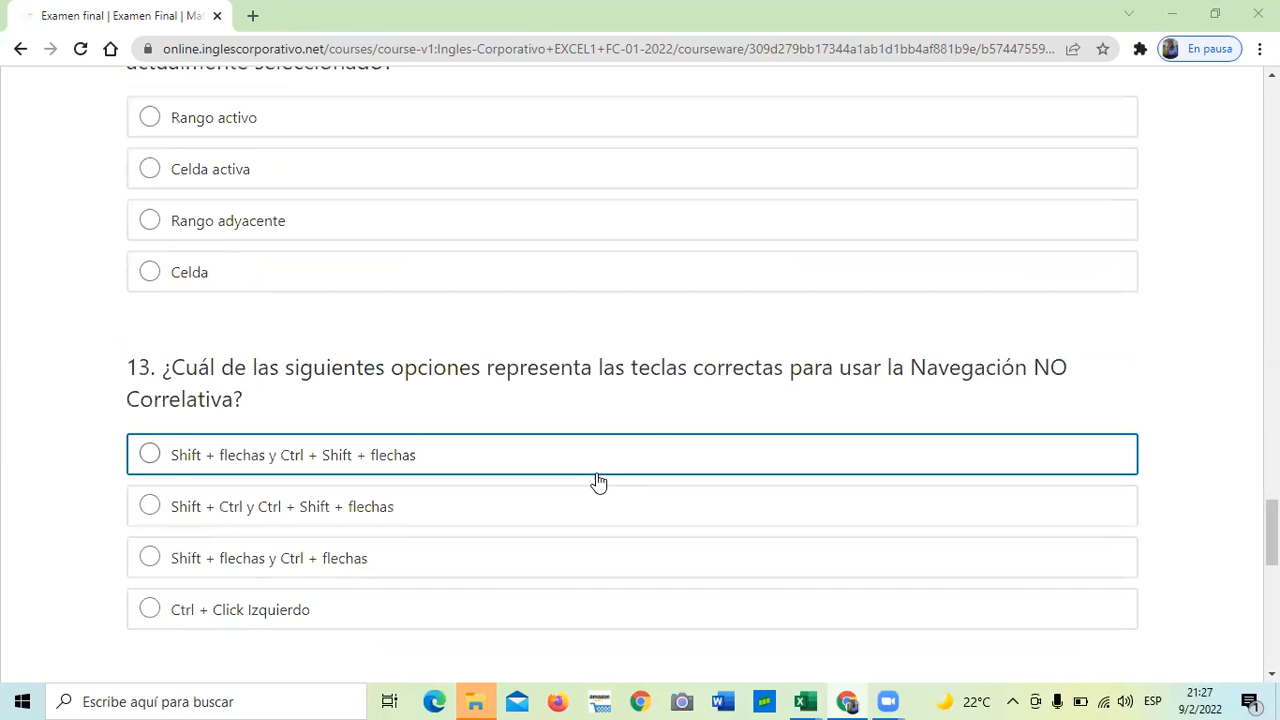 Examen final | Examen Final | Ma
online.inglescorporativo.net/courses/course-v1:Ingles-Corporativo+EXCEL1+FC-01-2022/courseware/309d279bb17344a1ab1d1bb4af881b9e/b57447559...
En pausa
actualmente seleccionado?
Rango activo
Celda activa
Rango adyacente
Celda
13. ¿Cuál de las siguientes opciones representa las teclas correctas para usar la Navegación NO
Correlativa?
Shift + flechas y Ctrl + Shift + flechas
Shift + Ctrl y Ctrl + Shift + flechas
Shift + flechas y Ctrl + flechas
Ctrl + Click Izquierdo
Escribe aquí para buscar
22°C
ESP
21:27
9/2/2022
1